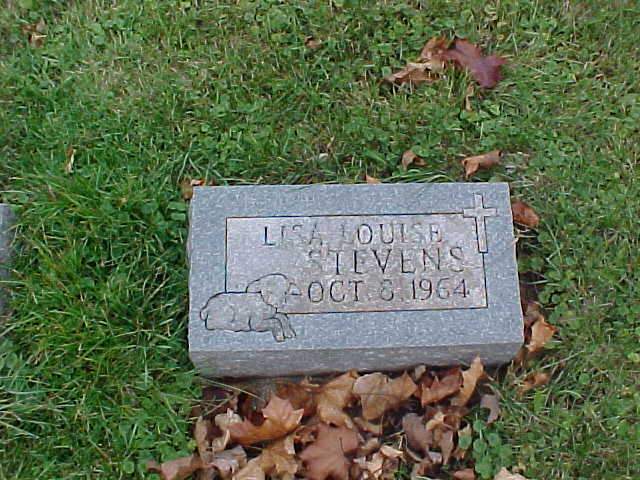 LISA LOUISE
STEVENS
OCT. 8, 1964